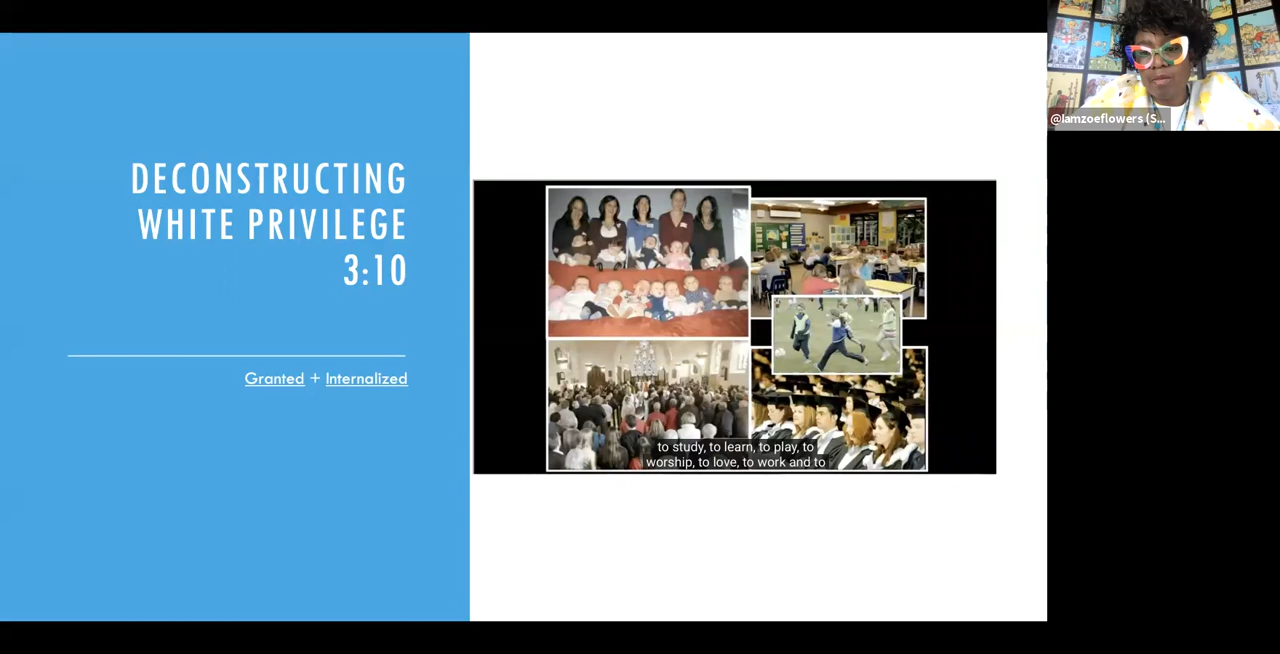 DECONSTRUCTING
WHITE PRIVILEGE
3:10
Granted + Internalized
to study, to learn, to play, to
worship, to love, to work and to
@Iamzoeflowers (S...